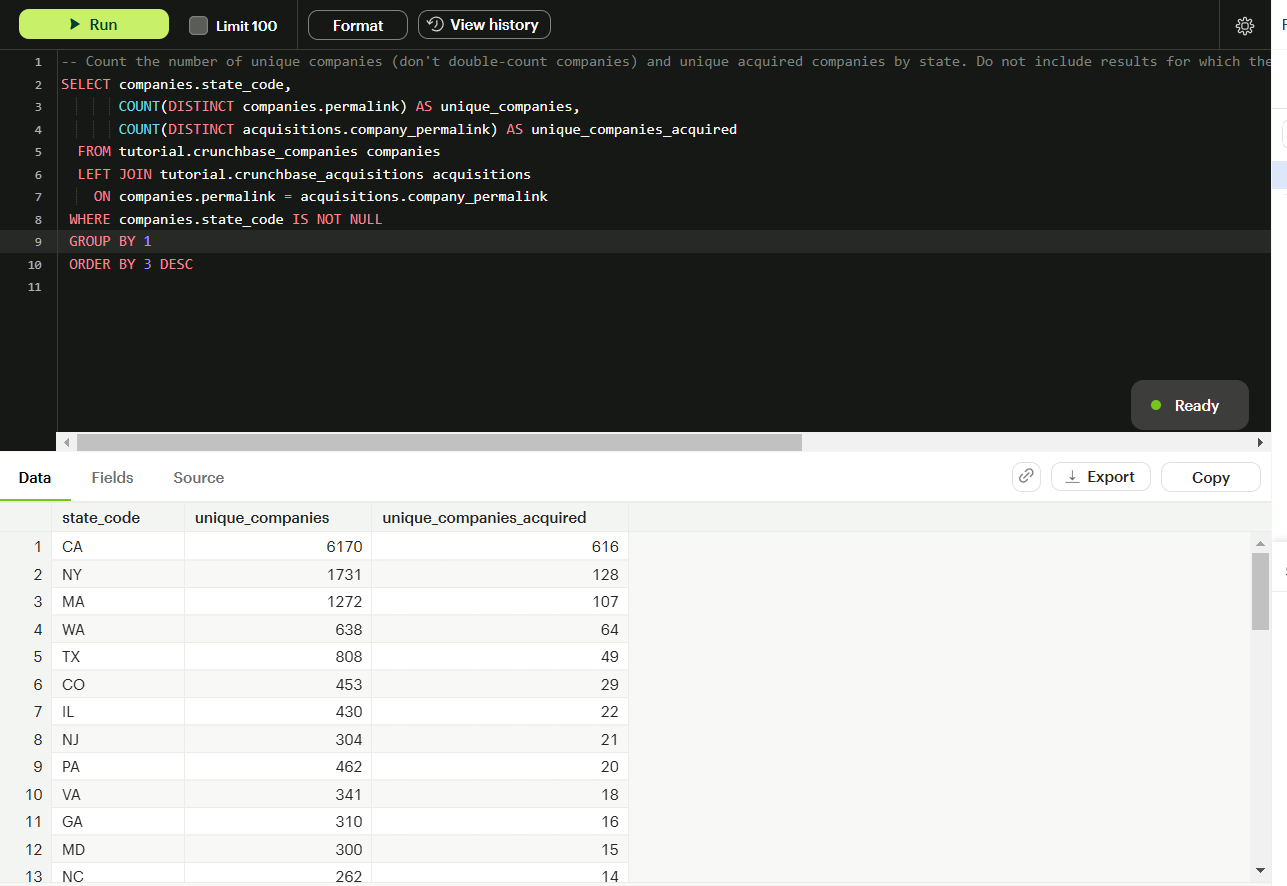 Run Limit 100 Format View history
1 -- Count the number of unique companies (don't double-count companies) and unique acquired companies by state. Do not include results for which the
2 SELECT companies.state_code,
3 COUNT(DISTINCT companies.permalink) AS unique_companies,
4 COUNT(DISTINCT acquisitions.company_permalink) AS unique_companies_acquired
5 FROM tutorial.crunchbase_companies companies
6 LEFT JOIN tutorial.crunchbase_acquisitions acquisitions
7 ON companies.permalink = acquisitions.company_permalink
8 WHERE companies.state_code IS NOT NULL
9 GROUP BY 1
10 ORDER BY 3 DESC
11
Ready
Data Fields Source Export Copy
state_code unique_companies unique_companies_acquired
1 CA 6170 616
2 NY 1731 128
3 MA 1272 107
4 WA 638 64
5 TX 808 49
6 CO 453 29
7 IL 430 22
8 NJ 304 21
9 PA 462 20
10 VA 341 18
11 GA 310 16
12 MD 300 15
13 NC 262 14